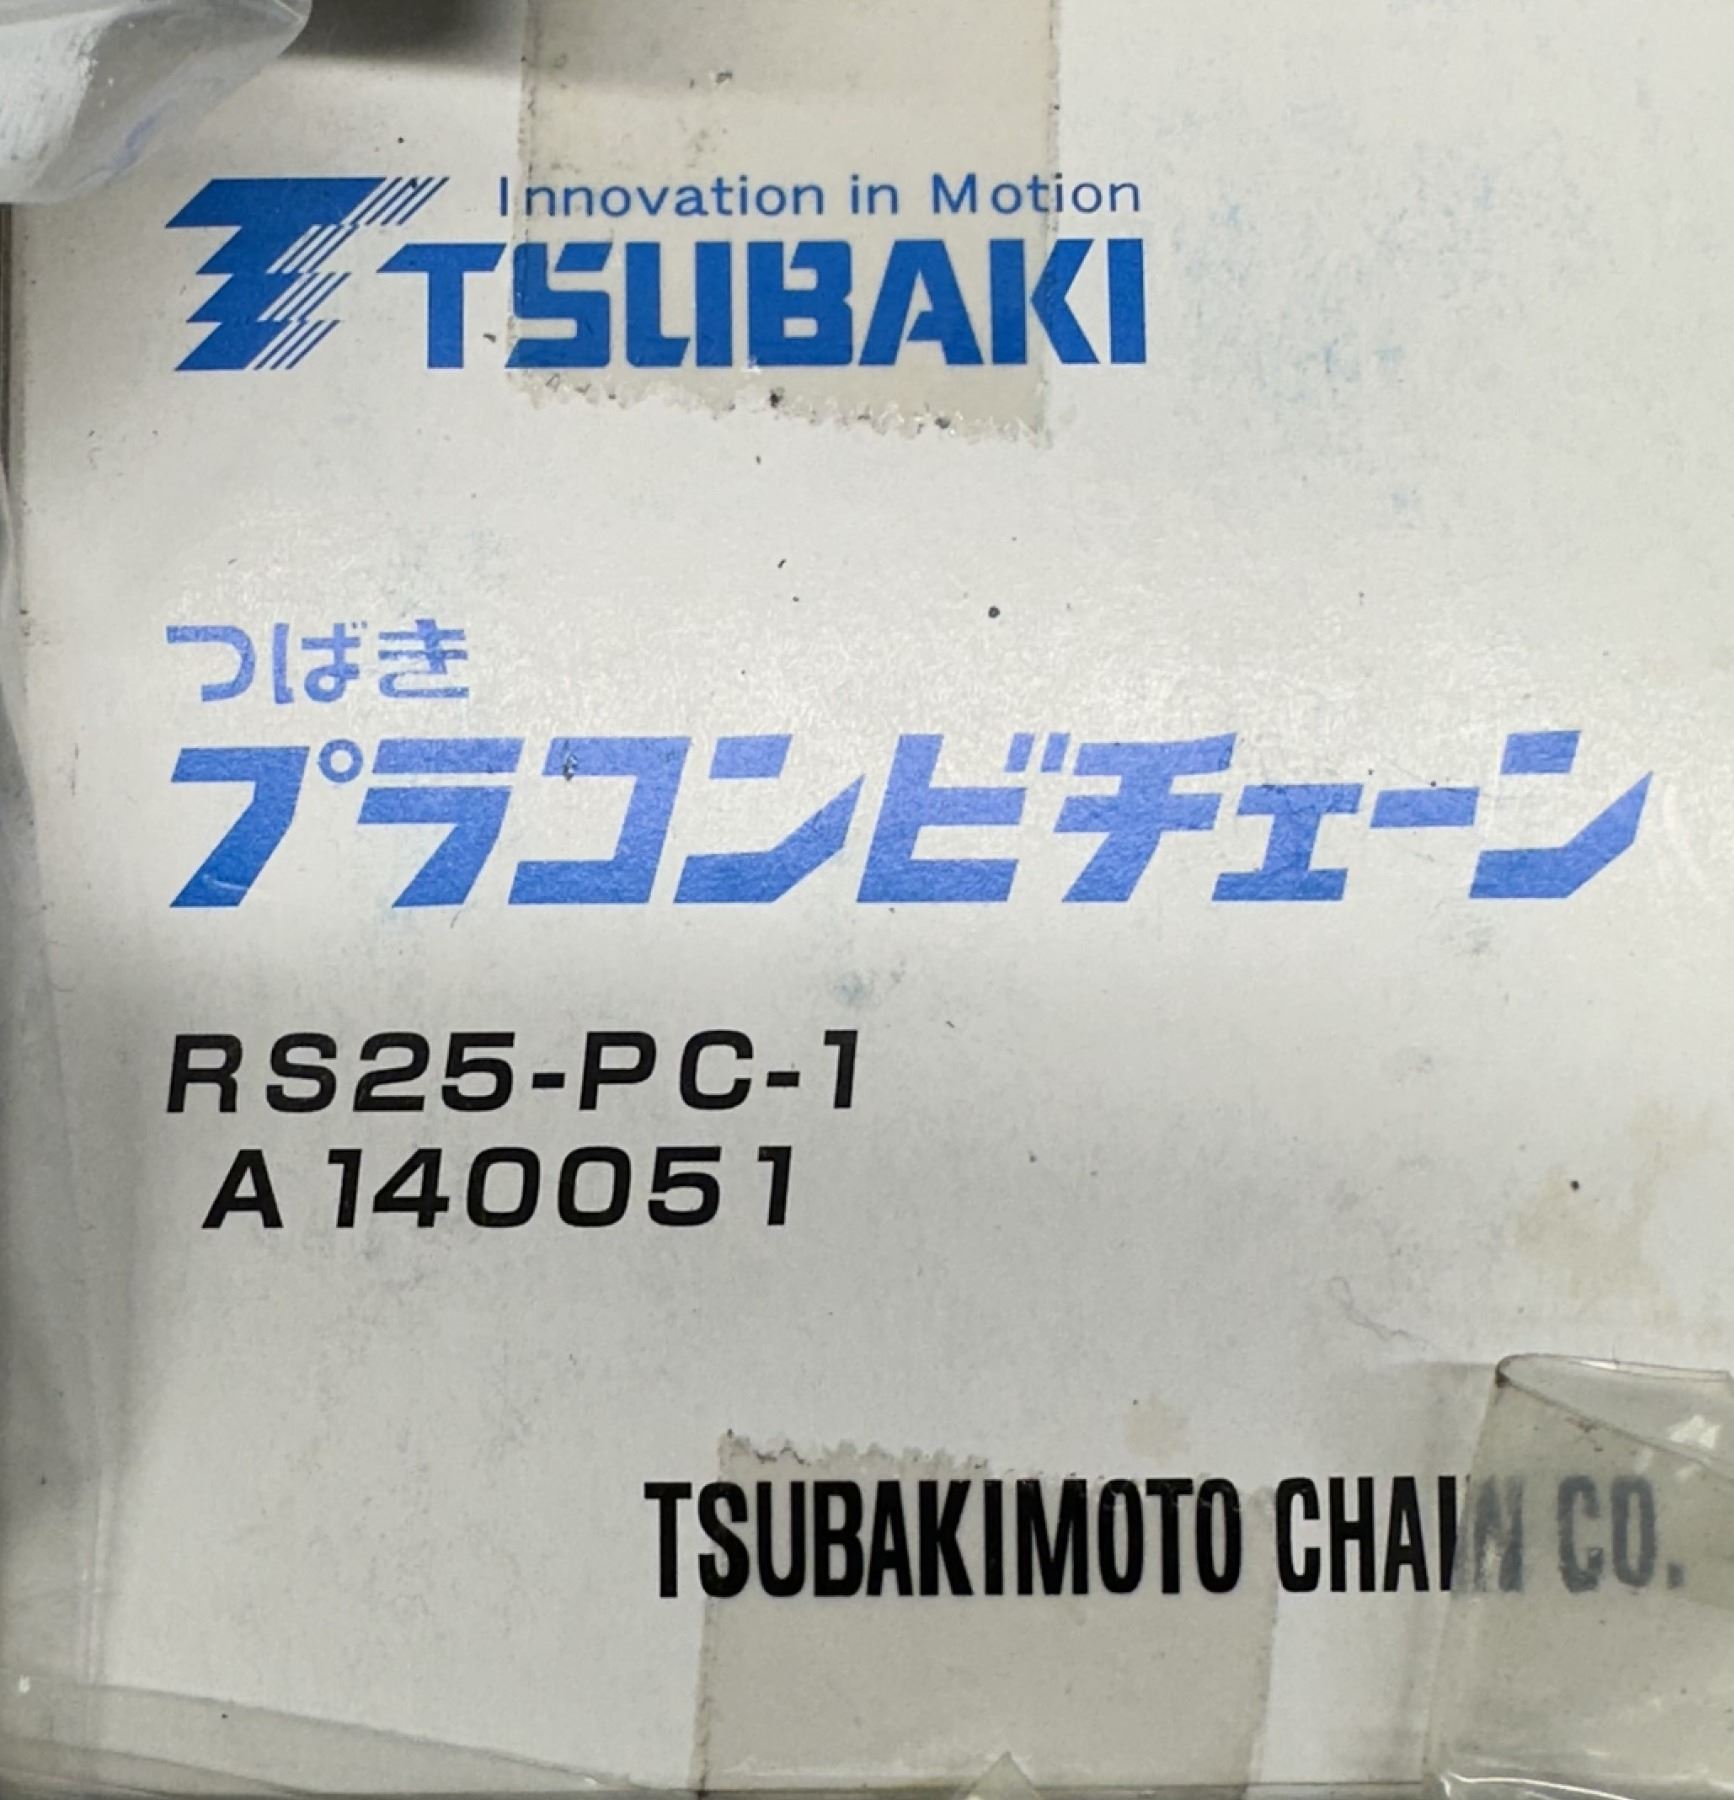 Innovation in Motion
TSUBAKI
つばき
プラコンビチェーン
RS25-PC-1
A140051
TSUBAKIMOTO CHAIN CO.